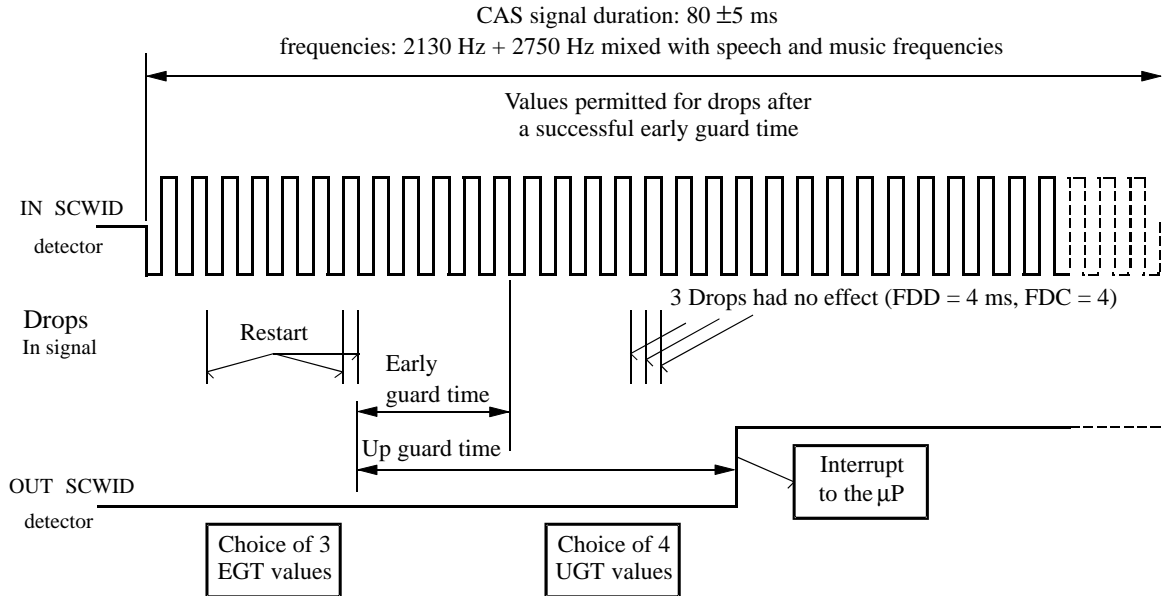 CAS signal duration: 80 ±5 ms
frequencies: 2130 Hz + 2750 Hz mixed with speech and music frequencies
Values permitted for drops after
a successful early guard time
IN SCWID
detector
3 Drops had no effect (FDD = 4 ms, FDC = 4)
Drops
In signal
Restart
Early
guard time
Up guard time
Interrupt
to the µP
OUT SCWID
detector
Choice of 3
EGT values
Choice of 4
UGT values